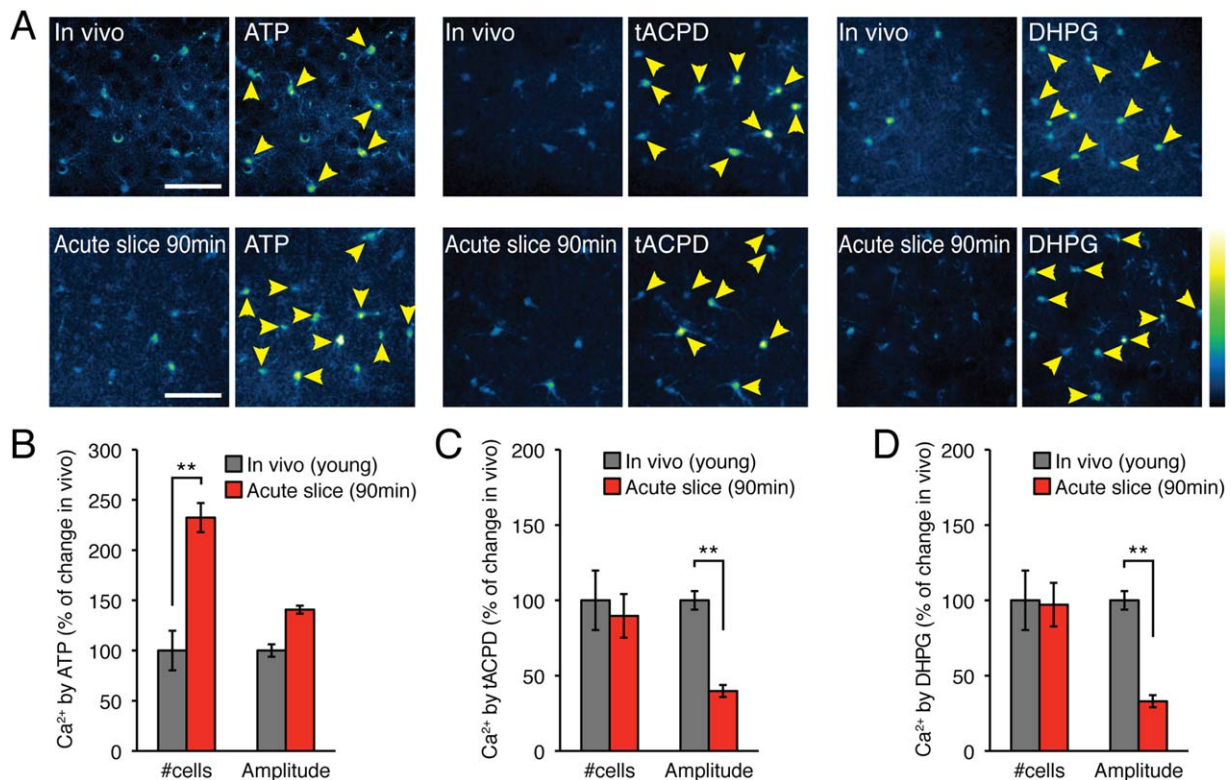 A
In vivo
ATP
In vivo
tACPD
In vivo
DHPG
Acute slice 90min
ATP
Acute slice 90min
tACPD
Acute slice 90min
DHPG
B
Ca²⁺ by ATP (% of change in vivo)
300
250
200
150
100
50
0
**
In vivo (young)
Acute slice (90min)
#cells
Amplitude
C
Ca²⁺ by tACPD (% of change in vivo)
200
150
100
50
0
In vivo (young)
Acute slice (90min)
**
#cells
Amplitude
D
Ca²⁺ by DHPG (% of change in vivo)
200
150
100
50
0
In vivo (young)
Acute slice (90min)
**
#cells
Amplitude